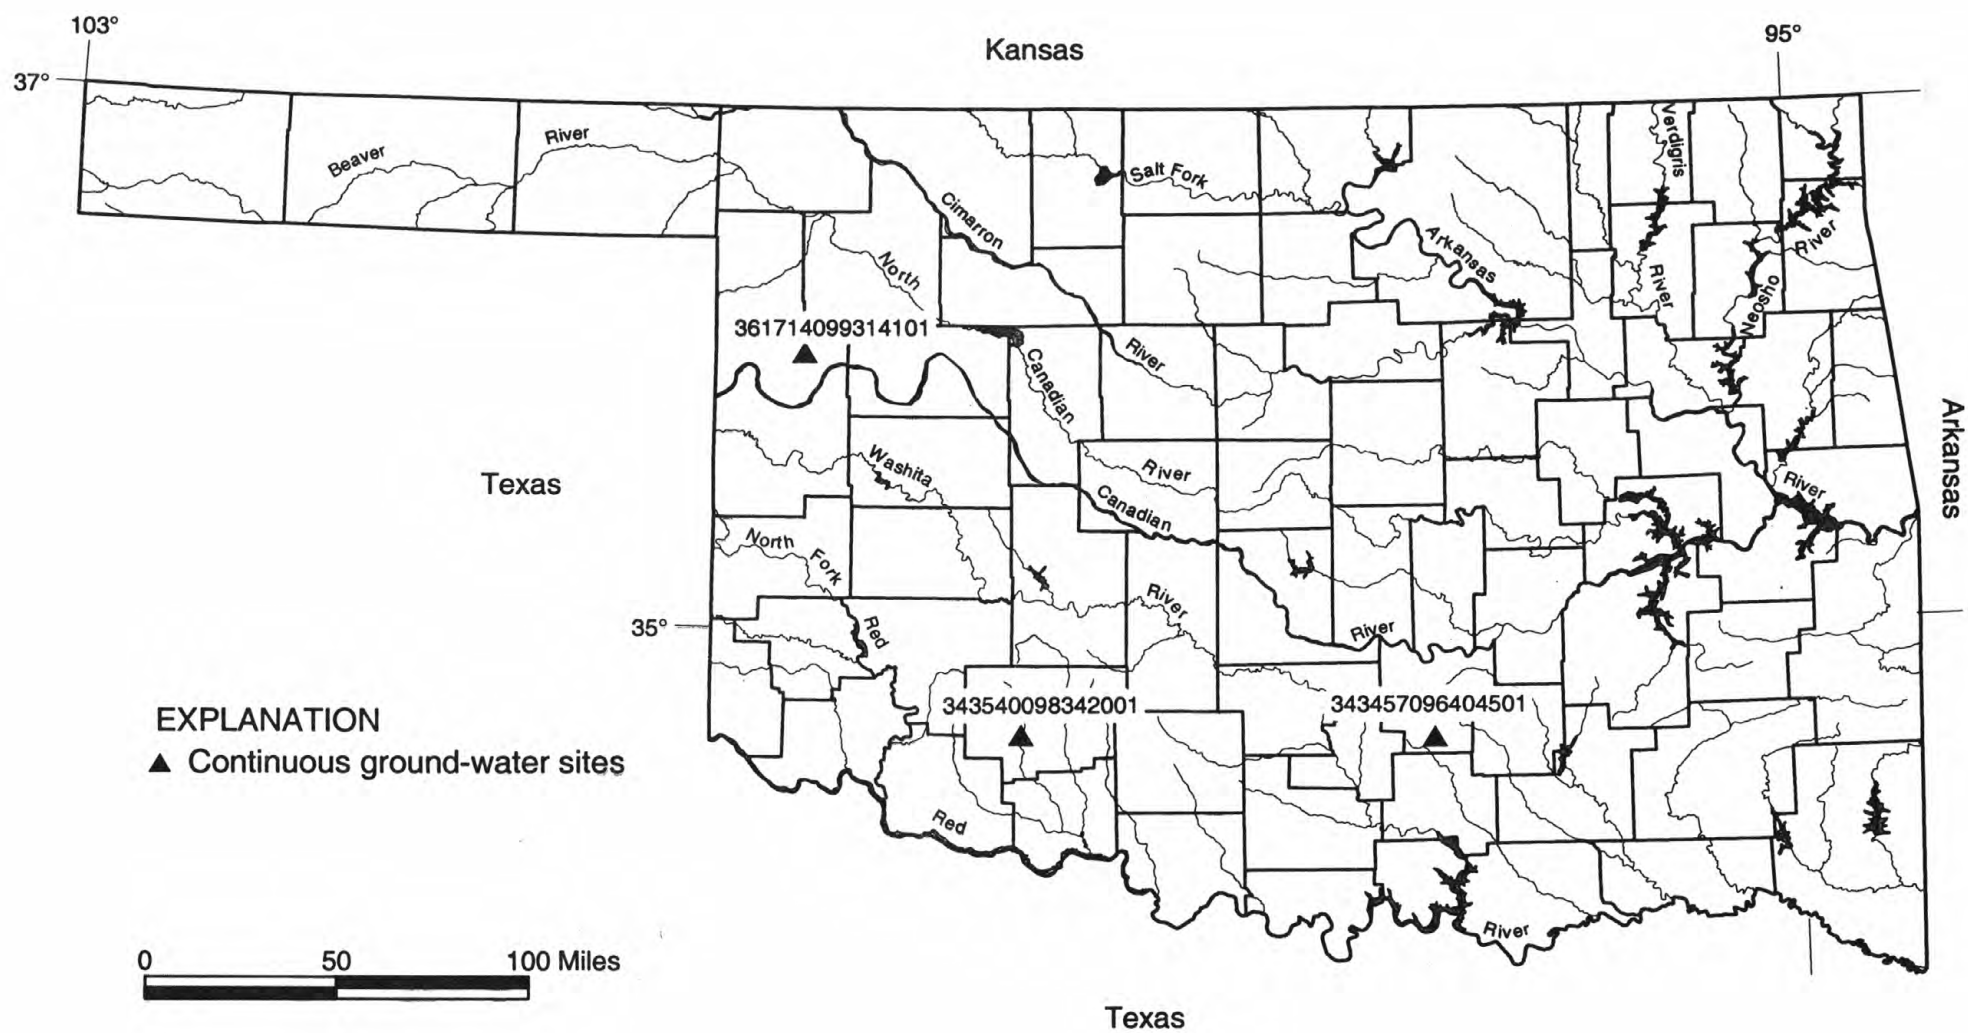 103°
95°
Kansas
37°
Beaver
River
Verdigris
Salt Fork
Cimarron
Arkansas
River
North
River
Neosho
361714099314101
River
Canadian
Arkansas
Washita
River
River
Texas
Canadian
North
Fork
River
35°
Red
River
EXPLANATION
343540098342001
343457096404501
▲ Continuous ground-water sites
Red
River
0 50 100 Miles
Texas